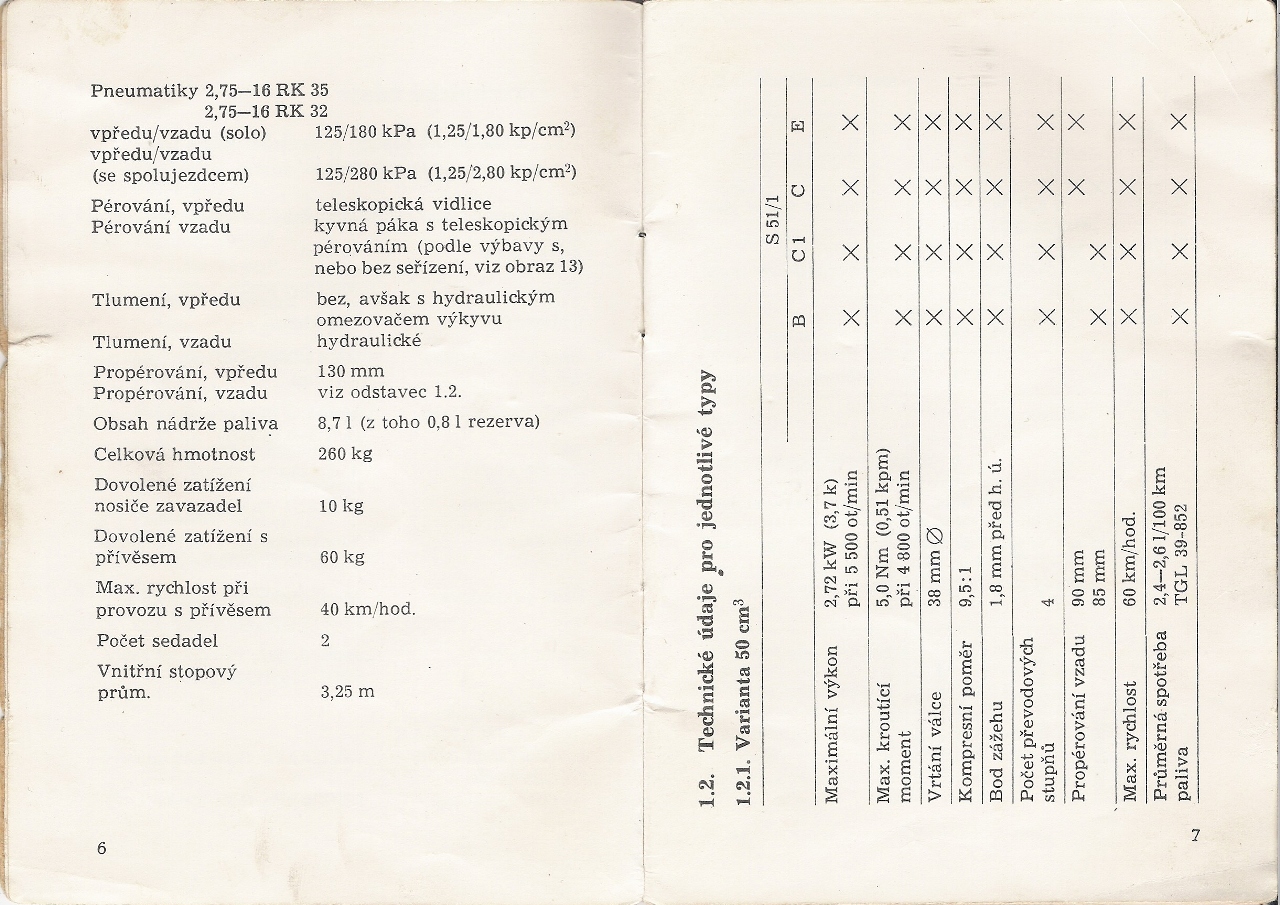 Pneumatiky 2,75—16 RK 35
2,75—16 RK 32
vpředu/vzadu (solo) 125/180 kPa (1,25/1,80 kp/cm²)
vpředu/vzadu
(se spolujezdcem) 125/280 kPa (1,25/2,80 kp/cm²)
Pérování, vpředu teleskopická vidlice
Pérování vzadu kyvná páka s teleskopickým
pérováním (podle výbavy s,
nebo bez seřízení, viz obraz 13)
Tlumení, vpředu bez, avšak s hydraulickým
omezovačem výkyvu
Tlumení, vzadu hydraulické
Propérování, vpředu 130 mm
Propérování, vzadu viz odstavec 1.2.
Obsah nádrže paliva 8,7 l (z toho 0,8 l rezerva)
Celková hmotnost 260 kg
Dovolené zatížení
nosiče zavazadel 10 kg
Dovolené zatížení s
přívěsem 60 kg
Max. rychlost při
provozu s přívěsem 40 km/hod.
Počet sedadel 2
Vnitřní stopový
prům. 3,25 m
6
1.2. Technické údaje pro jednotlivé typy
1.2.1. Varianta 50 cm³
S 51/1
B C 1 C E
Maximální výkon 2,72 kW (3,7 k)
při 5 500 ot/min × × × ×
Max. kroutící 5,0 Nm (0,51 kpm)
moment při 4 800 ot/min × × × ×
Vrtání válce 38 mm ∅ × × × ×
Kompresní poměr 9,5:1 × × × ×
Bod zážehu 1,8 mm před h. ú. × × × ×
Počet převodových
stupňů 4 × × × ×
Propérování vzadu 90 mm × ×
85 mm × ×
Max. rychlost 60 km/hod. × × × ×
Průměrná spotřeba 2,4—2,6 l/100 km
paliva TGL 39-852 × × × ×
7